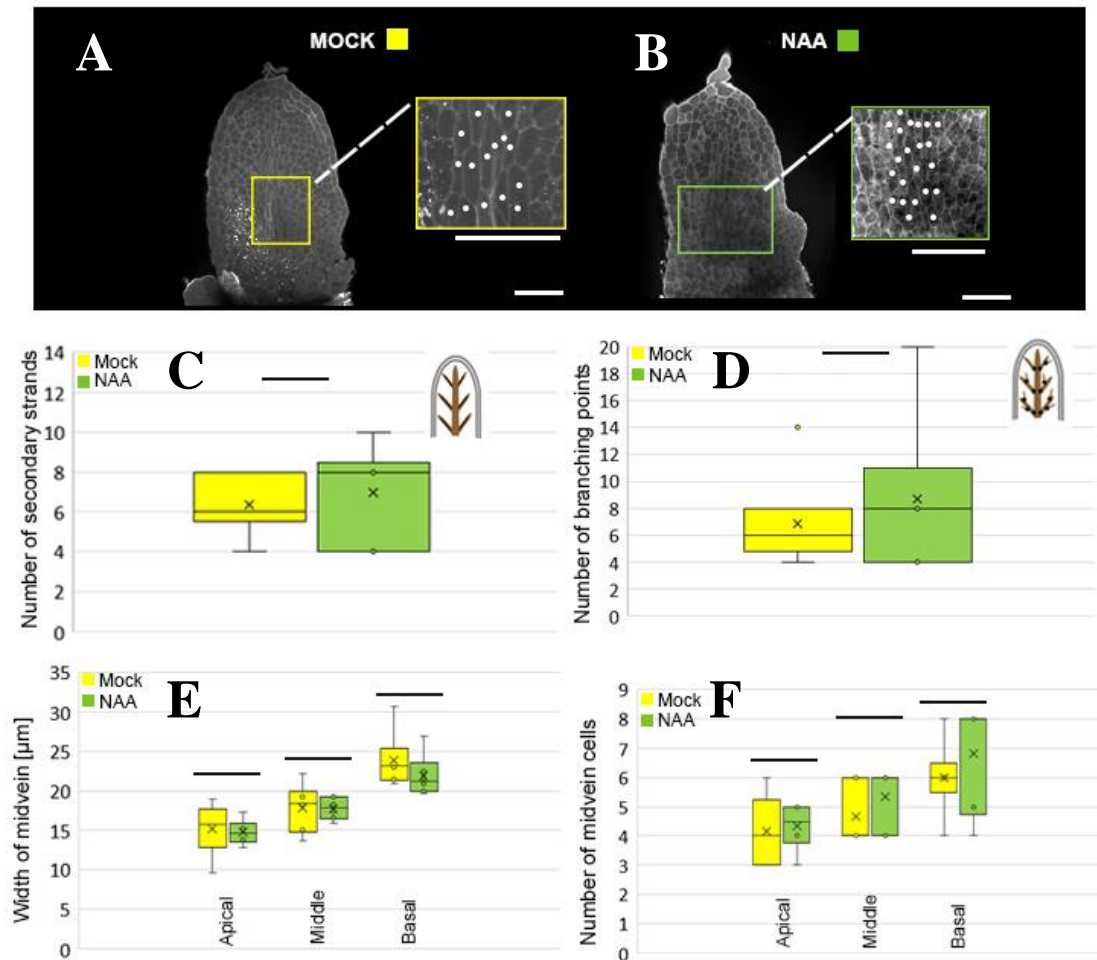 A
MOCK
B
NAA
C
Mock
NAA
Number of secondary strands
14
12
10
8
6
4
2
0
D
Mock
NAA
Number of branching points
20
18
16
14
12
10
8
6
4
2
0
E
Mock
NAA
Width of midvein [µm]
35
30
25
20
15
10
5
0
Apical
Middle
Basal
F
Mock
NAA
Number of midvein cells
9
8
7
6
5
4
3
2
1
0
Apical
Middle
Basal